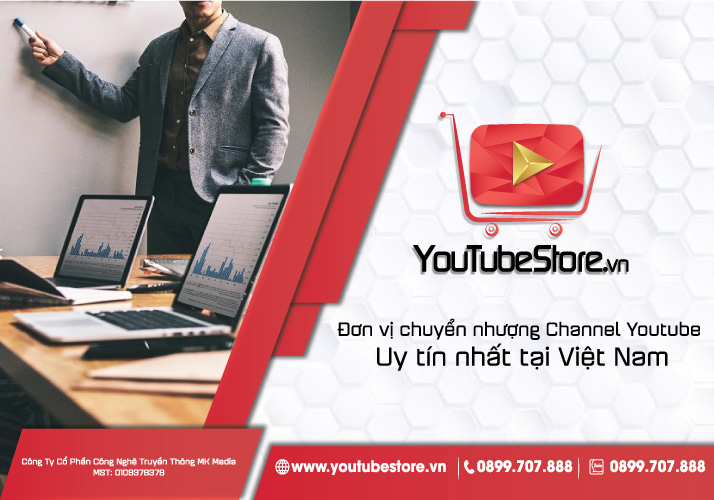 YouTubeStore.vn
Đơn vị chuyển nhượng Channel Youtube
Uy tín nhất tại Việt Nam
Công Ty Cổ Phần Công Nghệ Truyền Thông MK Media
MST: 0109379379
www.youtubestore.vn
0899.707.888
Zalo
0899.707.888